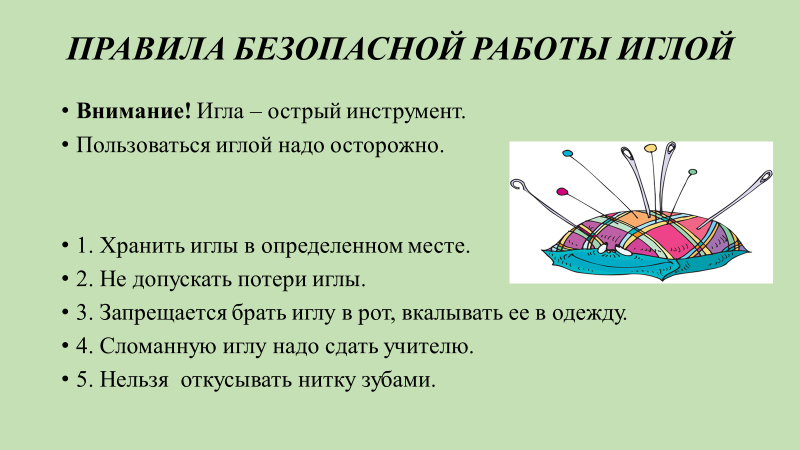 ПРАВИЛА БЕЗОПАСНОЙ РАБОТЫ ИГЛОЙ
• Внимание! Игла – острый инструмент.
• Пользоваться иглой надо осторожно.
• 1. Хранить иглы в определенном месте.
• 2. Не допускать потери иглы.
• 3. Запрещается брать иглу в рот, вкалывать ее в одежду.
• 4. Сломанную иглу надо сдать учителю.
• 5. Нельзя  откусывать нитку зубами.